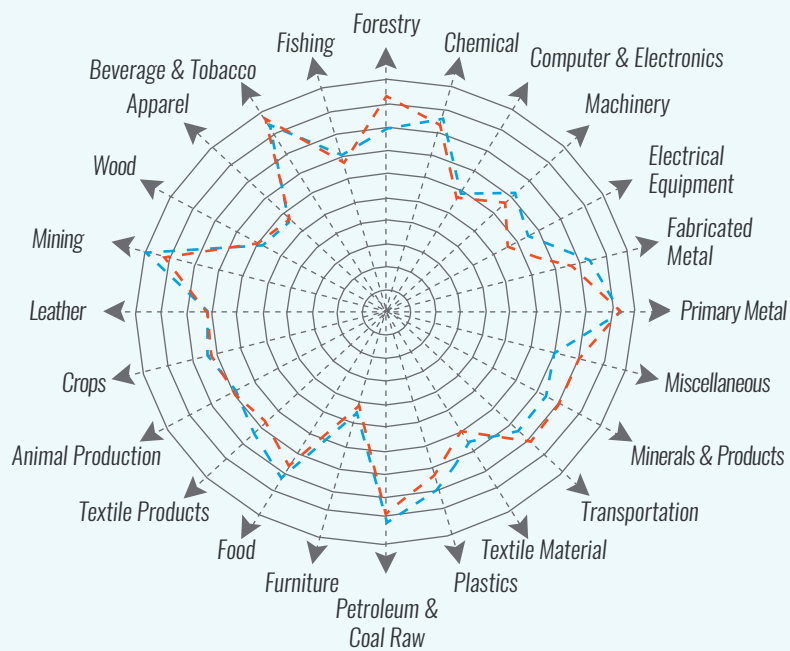 Forestry
Chemical
Computer & Electronics
Machinery
Electrical
Equipment
Fabricated
Metal
Primary Metal
Miscellaneous
Minerals & Products
Transportation
Textile Material
Plastics
Petroleum &
Coal Raw
Furniture
Food
Textile Products
Animal Production
Crops
Leather
Mining
Wood
Apparel
Beverage & Tobacco
Fishing